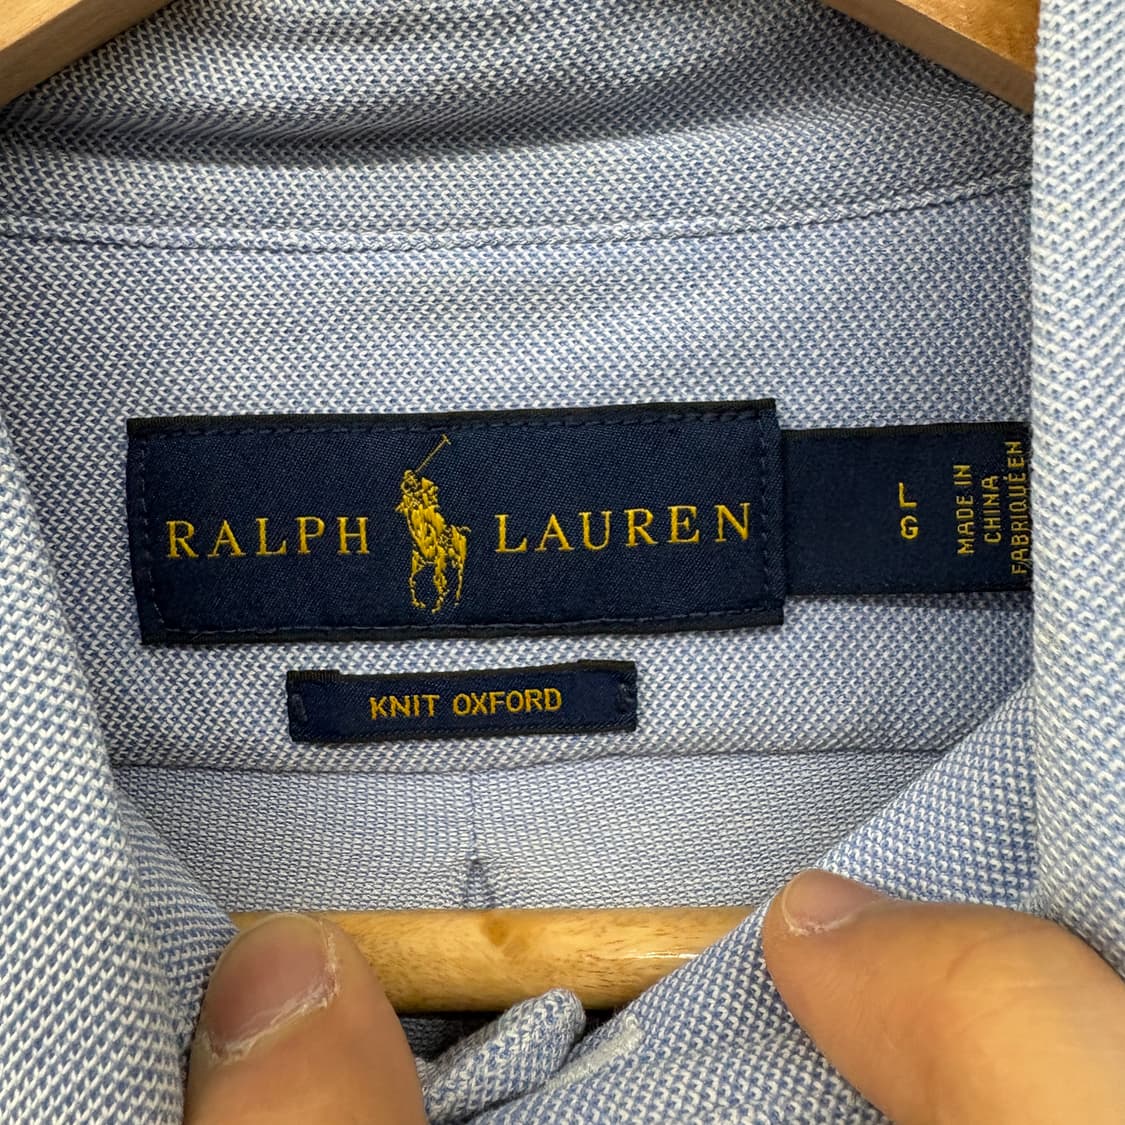 RALPH LAUREN
KNIT OXFORD
L
G
MADE IN
CHINA
FABRIQUÉ EN